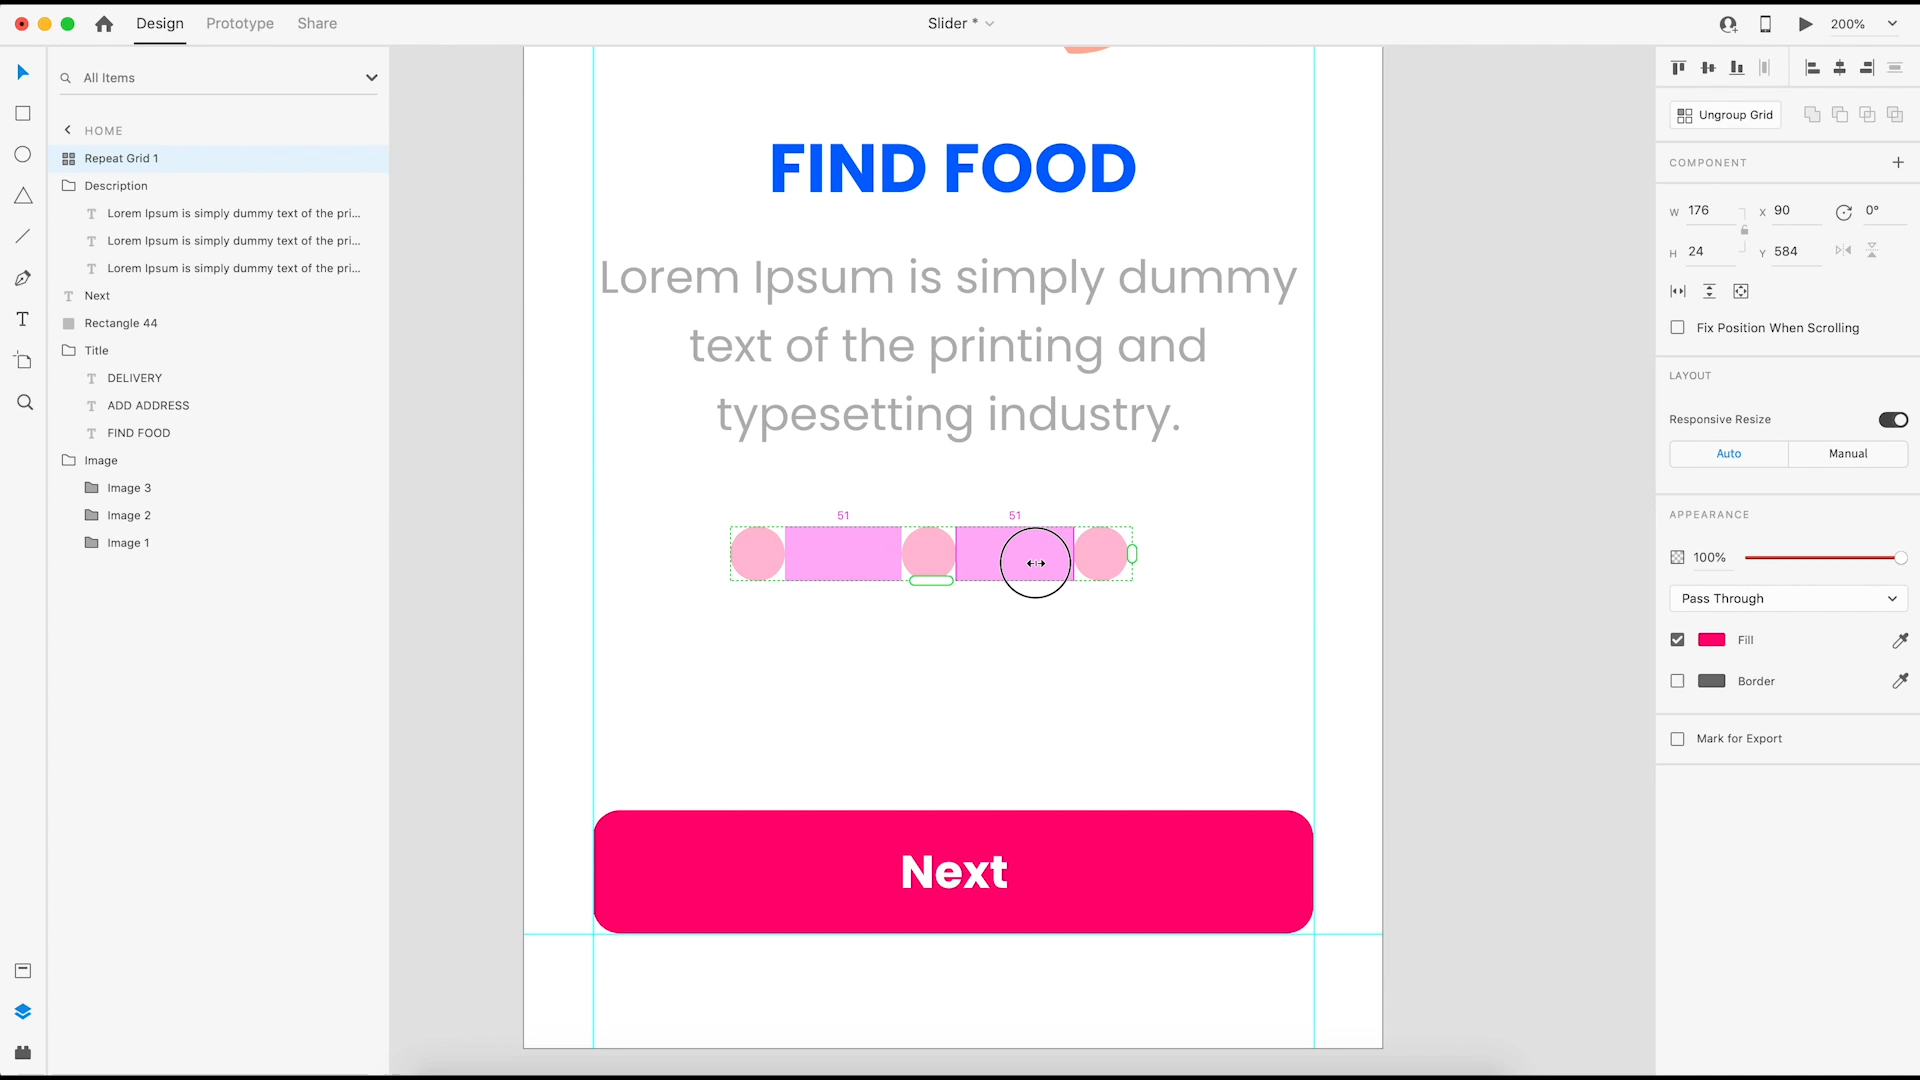 Design
Prototype
Share
Slider *
200%
All Items
HOME
Repeat Grid 1
Description
Lorem Ipsum is simply dummy text of the pri...
Lorem Ipsum is simply dummy text of the pri...
Lorem Ipsum is simply dummy text of the pri...
Next
Rectangle 44
Title
DELIVERY
ADD ADDRESS
FIND FOOD
Image
Image 3
Image 2
Image 1
FIND FOOD
Lorem Ipsum is simply dummy
text of the printing and
typesetting industry.
51
51
Next
Ungroup Grid
COMPONENT
W 176 X 90 0°
H 24 Y 584
Fix Position When Scrolling
LAYOUT
Responsive Resize
Auto
Manual
APPEARANCE
100%
Pass Through
Fill
Border
Mark for Export